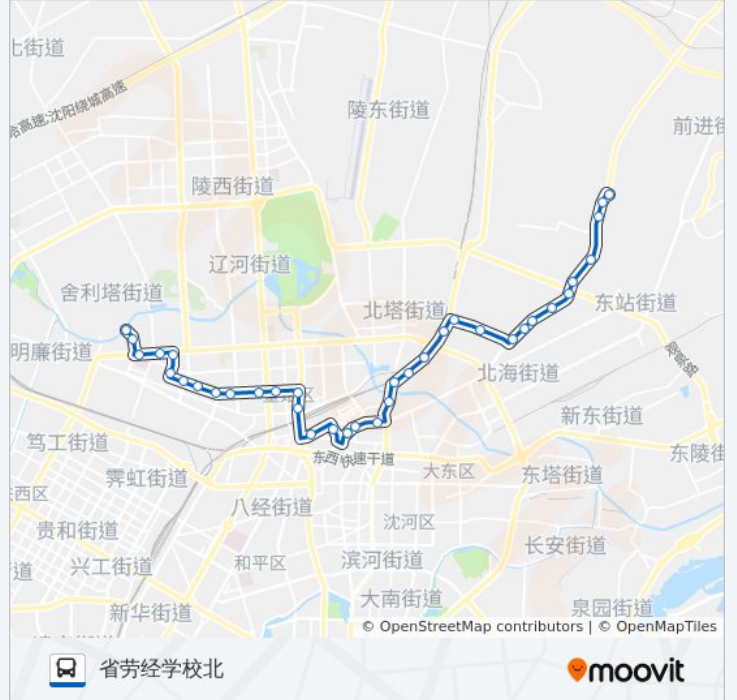 七街道
哈高速;沈阳绕城高速
陵东街道
前进街
陵西街道
辽河街道
舍利塔街道
北塔街道
东站街道
明廉街道
北海街道
新东街道
笃工街道
东西快速干道
东陵街
霁虹街道
大东区
东塔街道
八经街道
沈河区
贵和街道
长安街道
兴工街道
和平区
滨河街道
道
大南街道
新华街道
泉园街道
© OpenStreetMap contributors | © OpenMapTiles
省劳经学校北
moovit